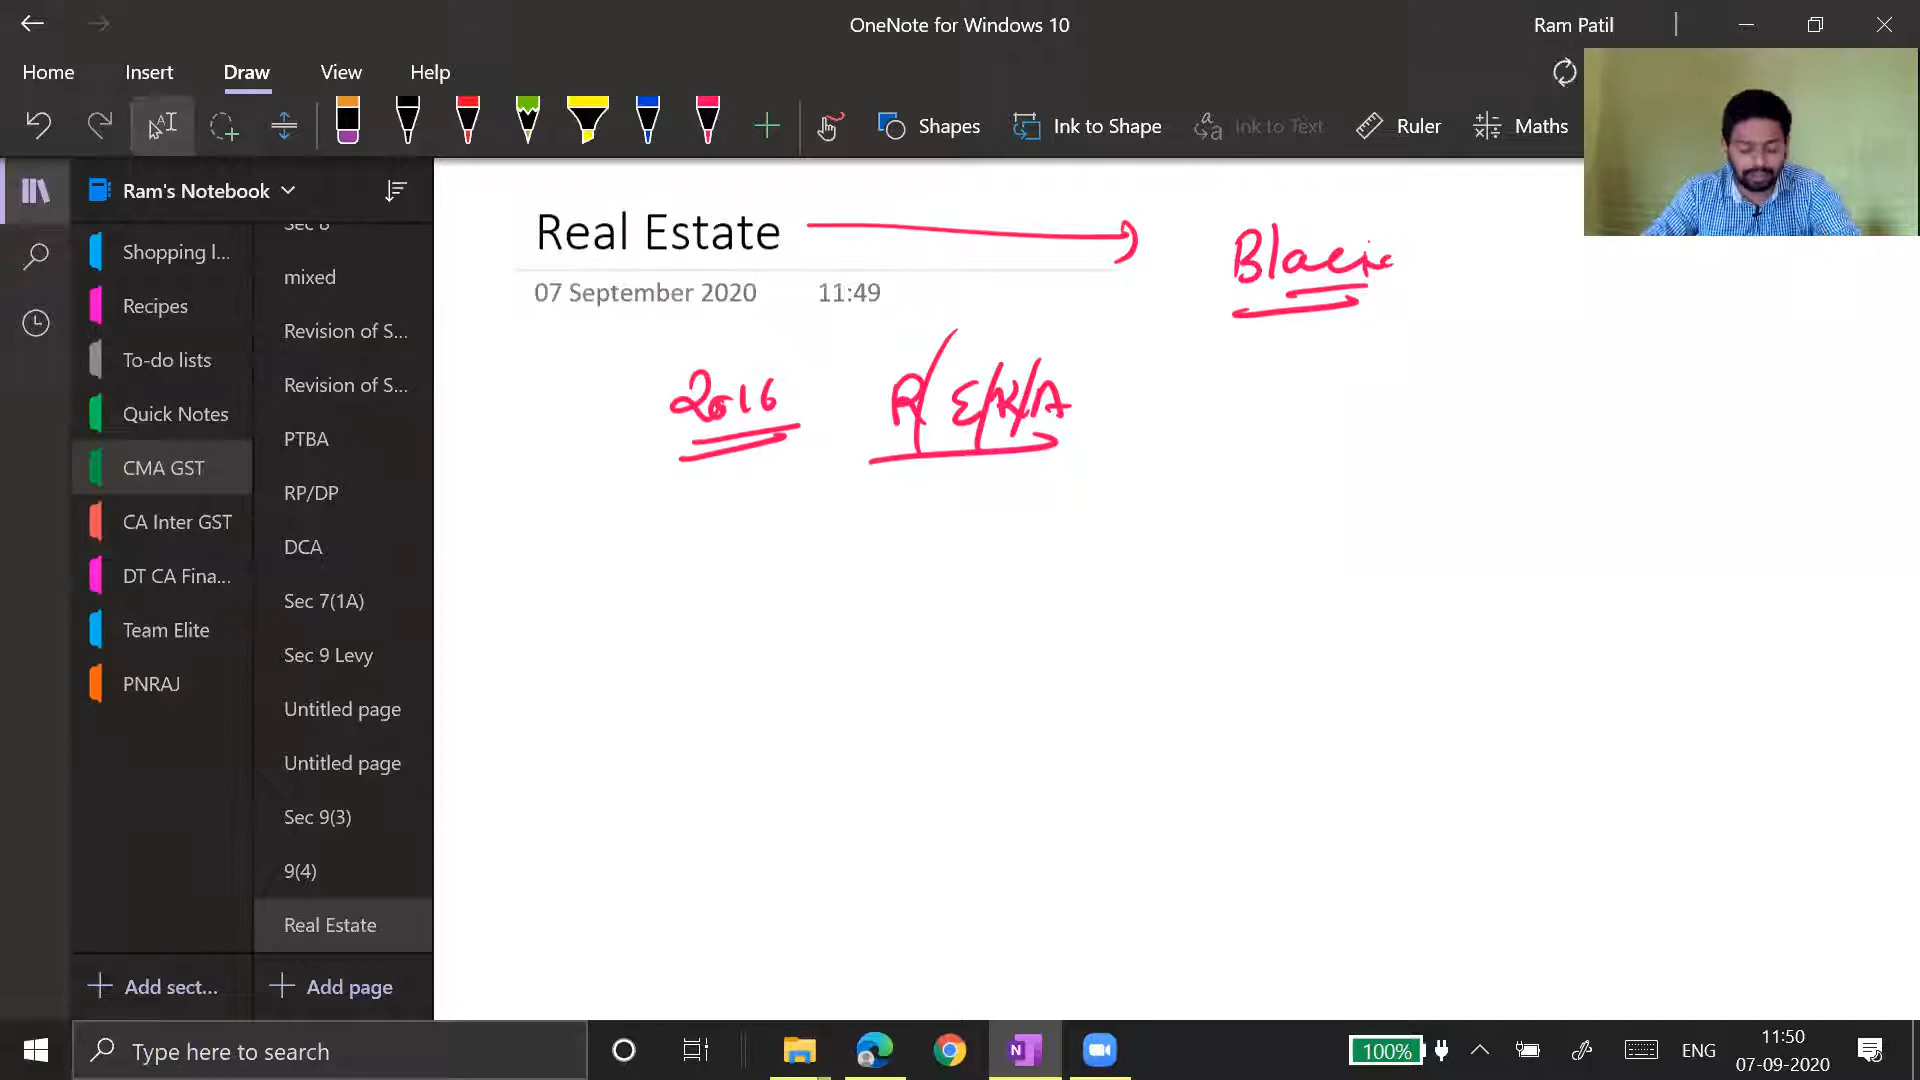 OneNote for Windows 10
Ram Patil
Home Insert Draw View Help
Shapes Ink to Shape Ink to Text Ruler Maths
Ram's Notebook
Shopping l...
Recipes
To-do lists
Quick Notes
CMA GST
CA Inter GST
DT CA Fina...
Team Elite
PNRAJ
Add sect...
Sec 8
mixed
Revision of S...
Revision of S...
PTBA
RP/DP
DCA
Sec 7(1A)
Sec 9 Levy
Untitled page
Untitled page
Sec 9(3)
9(4)
Real Estate
Add page
Real Estate
Black
07 September 2020 11:49
2016 R/E/R/A
Type here to search
100%
ENG
11:50
07-09-2020